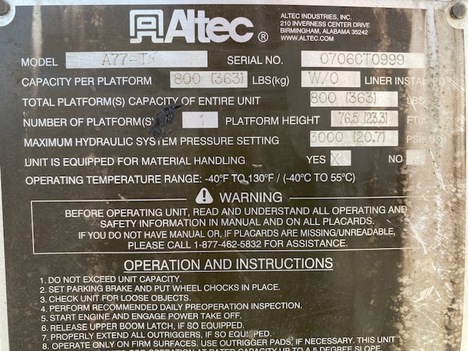 Altec®
ALTEC INDUSTRIES, INC.
210 INVERNESS CENTER DRIVE
BIRMINGHAM, ALABAMA 35242
WWW.ALTEC.COM
MODEL A77-T SERIAL NO. 0706CT0999
CAPACITY PER PLATFORM 800 (363) LBS(kg) W/O LINER
TOTAL PLATFORM(S) CAPACITY OF ENTIRE UNIT 800 (363) LBS
NUMBER OF PLATFORM(S) 1 PLATFORM HEIGHT 76.5 (23.3)
MAXIMUM HYDRAULIC SYSTEM PRESSURE SETTING 3000 (20.7)
UNIT IS EQUIPPED FOR MATERIAL HANDLING YES X NO
OPERATING TEMPERATURE RANGE: -40°F TO 130°F / (-40°C TO 55°C)
WARNING
BEFORE OPERATING UNIT, READ AND UNDERSTAND ALL OPERATING AND
SAFETY INFORMATION IN MANUAL AND ON ALL PLACARDS.
IF YOU DO NOT HAVE MANUAL OR, IF PLACARDS ARE MISSING/UNREADABLE,
PLEASE CALL 1-877-462-5832 FOR ASSISTANCE.
OPERATION AND INSTRUCTIONS
1. DO NOT EXCEED UNIT CAPACITY.
2. SET PARKING BRAKE AND PUT WHEEL CHOCKS IN PLACE.
3. CHECK UNIT FOR LOOSE OBJECTS.
4. PERFORM RECOMMENDED DAILY PREOPERATION INSPECTION.
5. START ENGINE AND ENGAGE POWER TAKE OFF.
6. RELEASE UPPER BOOM LATCH, IF SO EQUIPPED.
7. PROPERLY EXTEND ALL OUTRIGGERS, IF SO EQUIPPED.
8. OPERATE ONLY ON FIRM SURFACES. USE OUTRIGGER PADS, IF NECESSARY. THIS UNIT